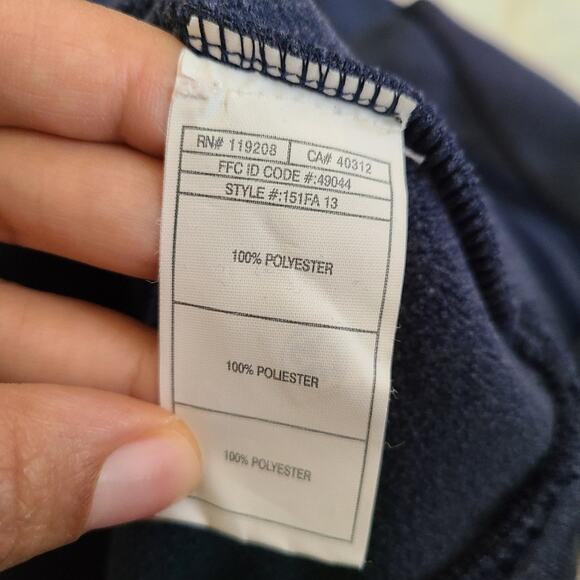 RN# 119208 CA# 40312
FFC ID CODE #:49044
STYLE #:151FA 13
100% POLYESTER
100% POLIESTER
100% POLYESTER